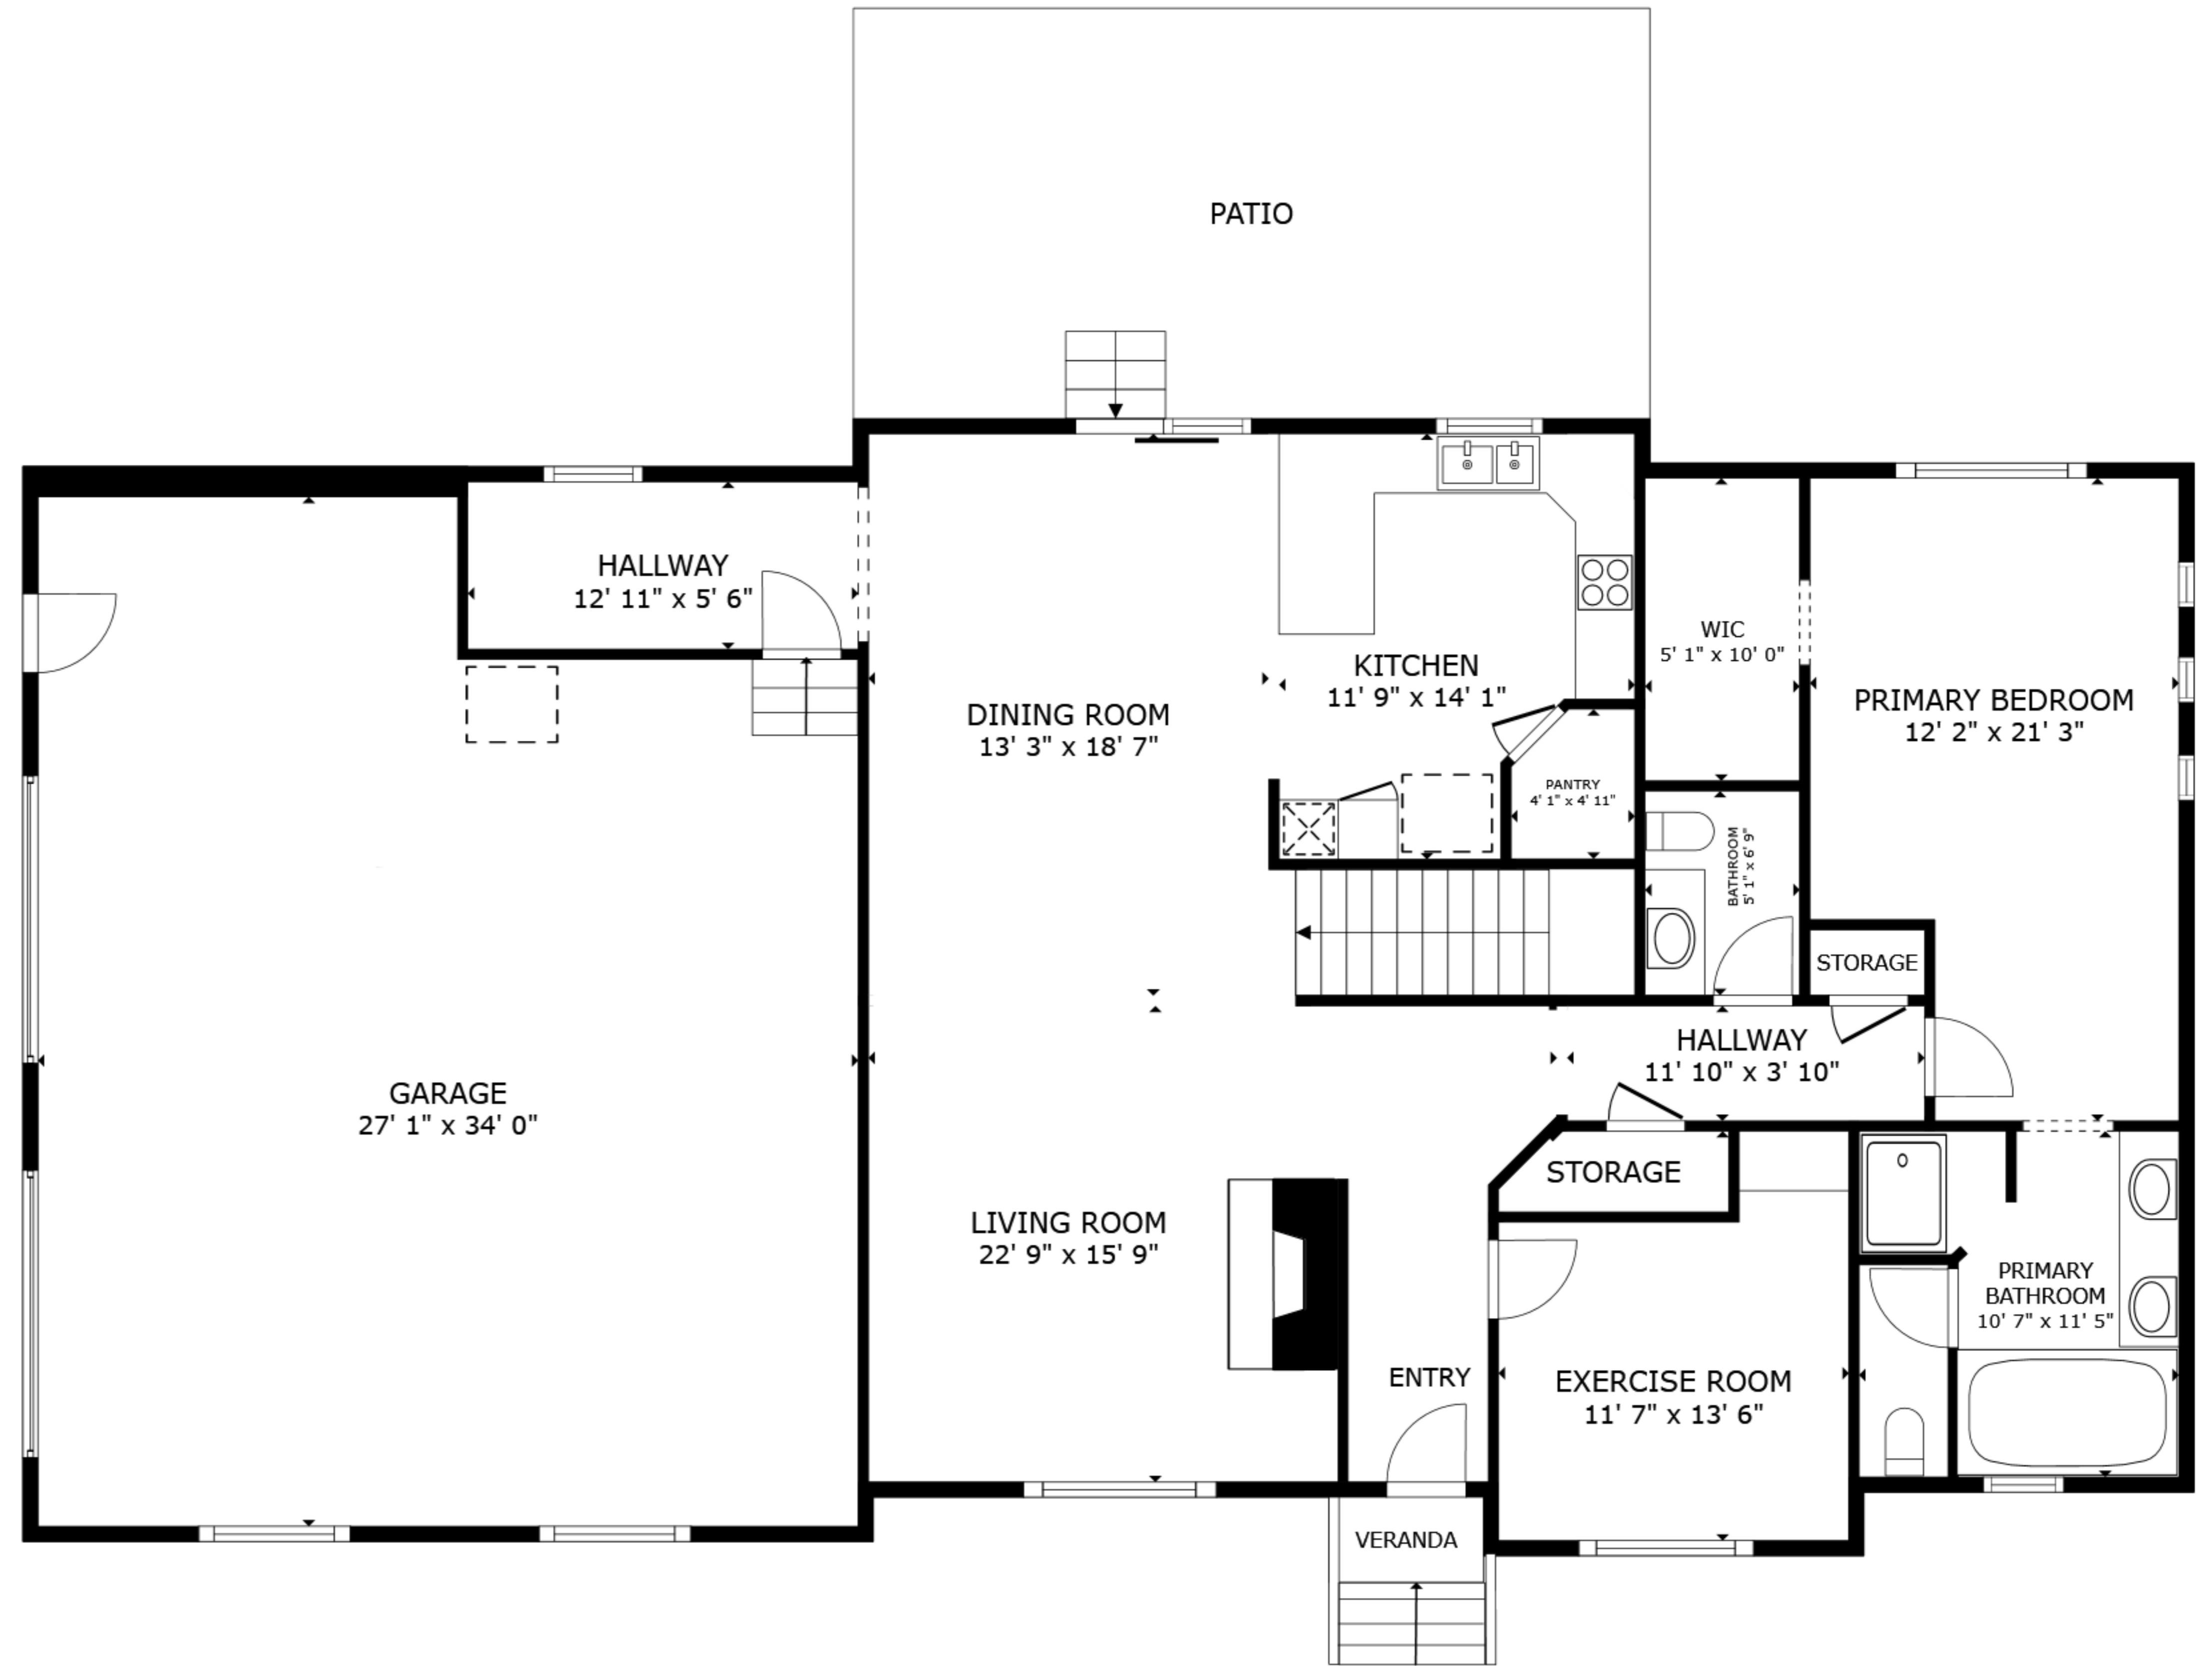 PATIO
HALLWAY
12' 11" x 5' 6"
WIC
5' 1" x 10' 0"
KITCHEN
11' 9" x 14' 1"
PRIMARY BEDROOM
12' 2" x 21' 3"
DINING ROOM
13' 3" x 18' 7"
PANTRY
4' 1" x 4' 11"
BATHROOM
5' 1" x 6' 9"
STORAGE
HALLWAY
11' 10" x 3' 10"
GARAGE
27' 1" x 34' 0"
STORAGE
LIVING ROOM
22' 9" x 15' 9"
PRIMARY
BATHROOM
10' 7" x 11' 5"
ENTRY
EXERCISE ROOM
11' 7" x 13' 6"
VERANDA